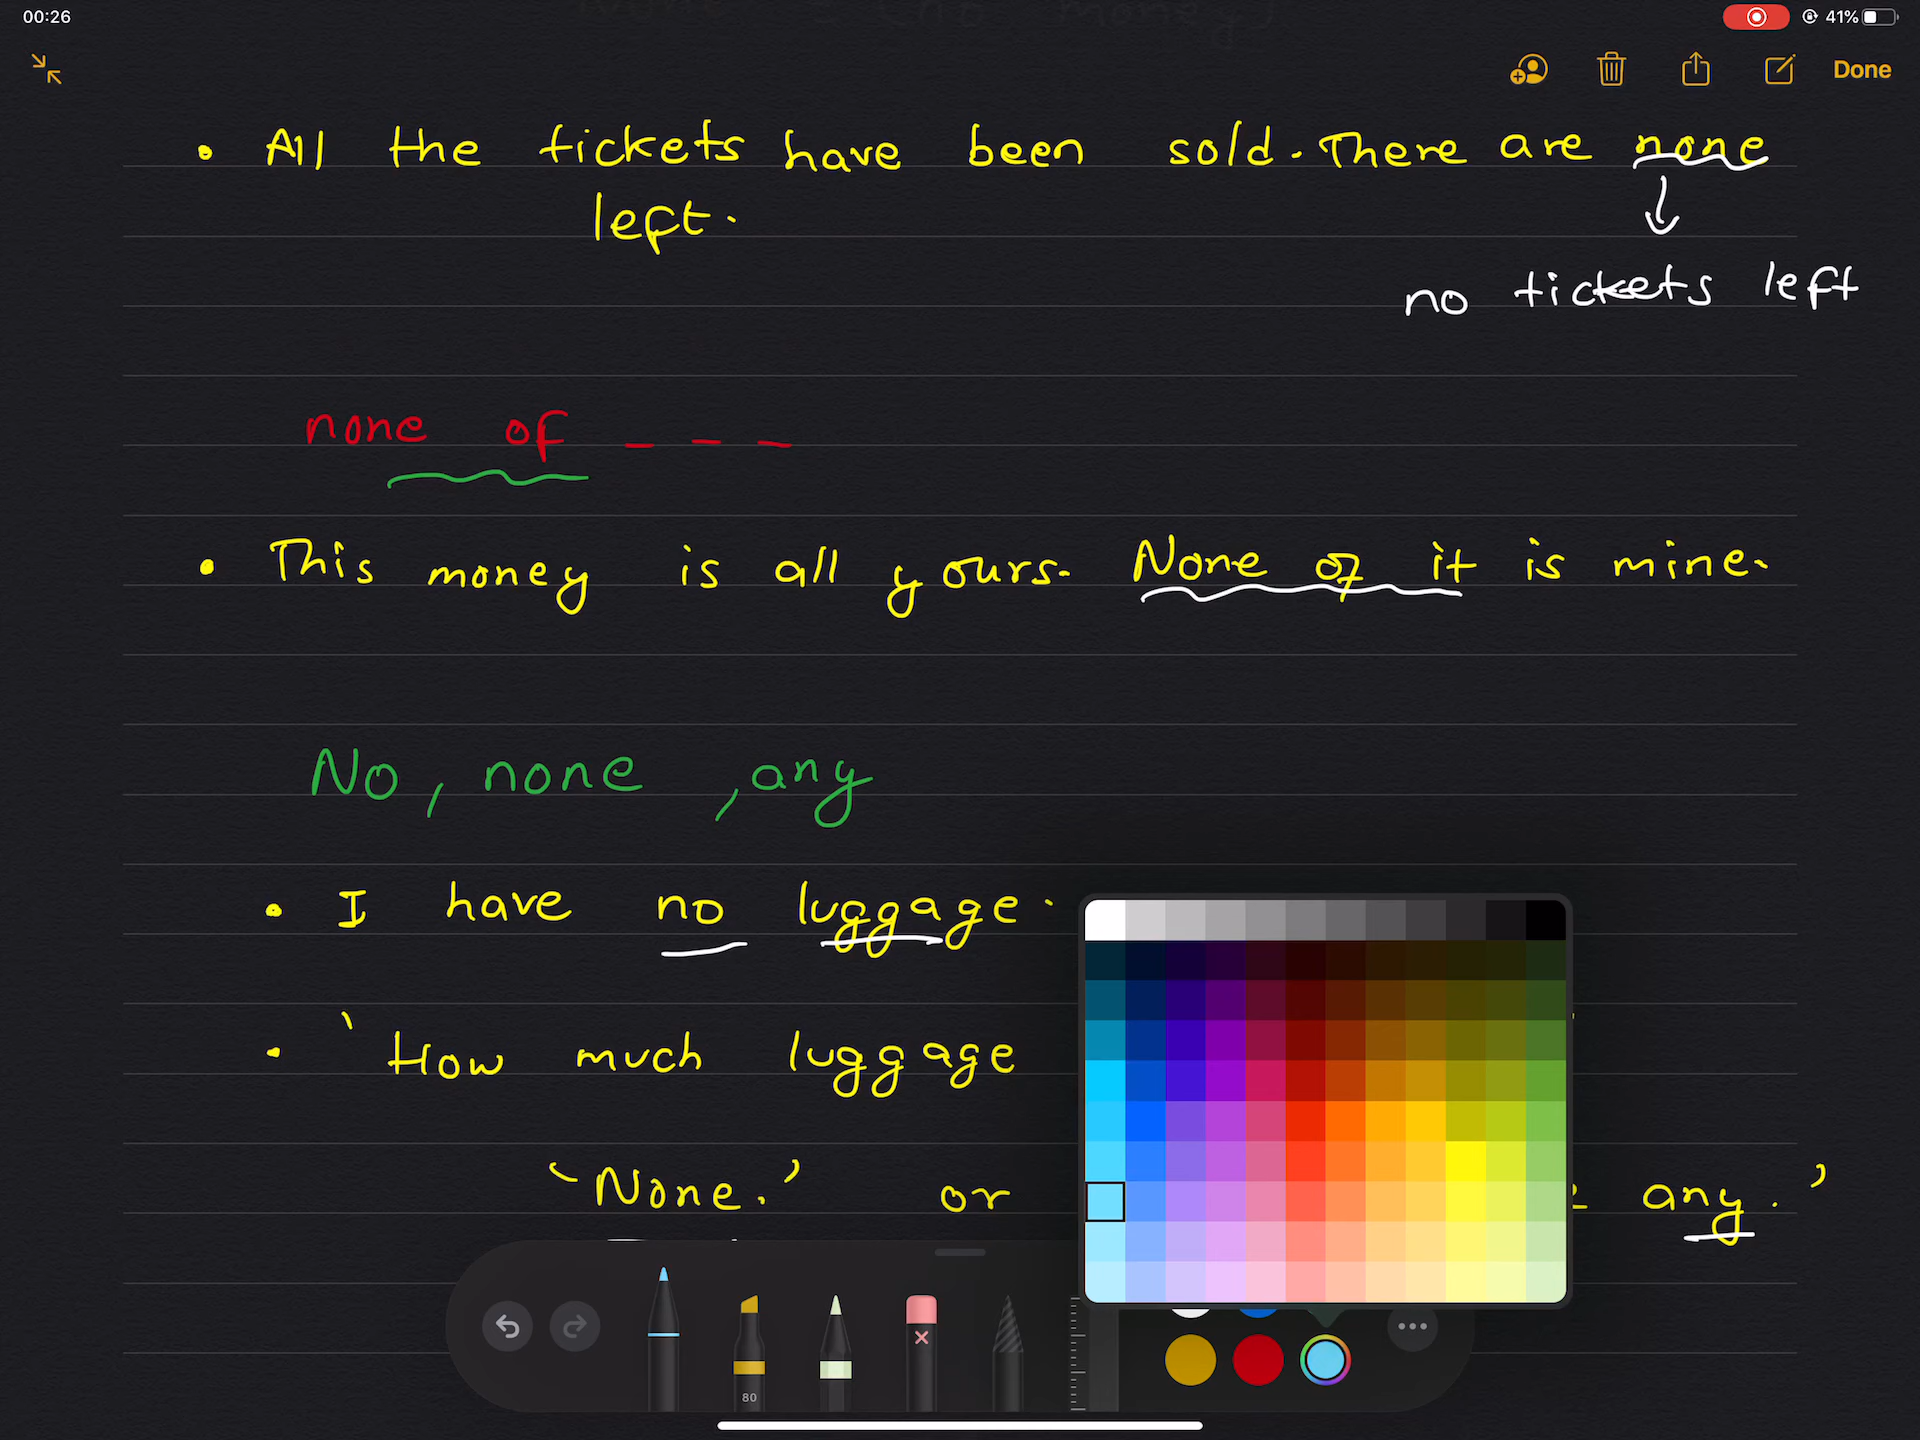 00:26
41%
Done
• All the tickets have been sold. There are none
left.
no tickets left
none of _ _ _
• This money is all yours. None of it is mine.
No, none, any
• I have no luggage.
• 'How much luggage
'None.' or any.'
80